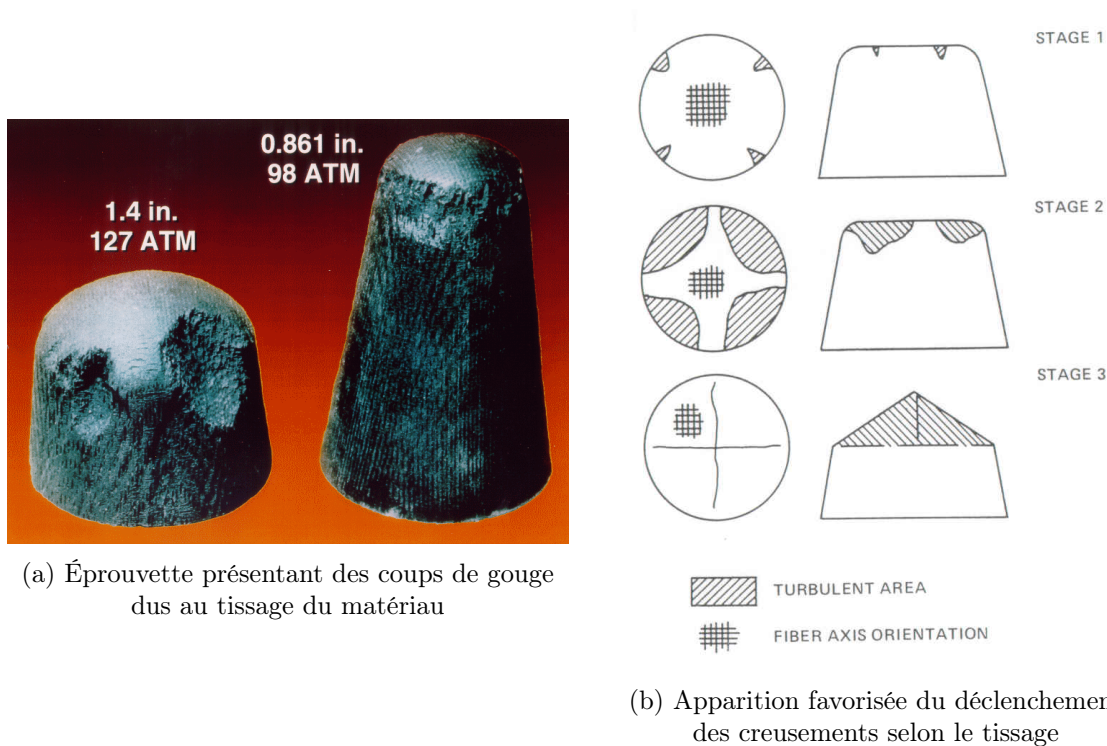 0.861 in.
98 ATM
1.4 in.
127 ATM
(a) Éprouvette présentant des coups de gouge
dus au tissage du matériau
STAGE 1
STAGE 2
STAGE 3
TURBULENT AREA
FIBER AXIS ORIENTATION
(b) Apparition favorisée du déclenchemen
des creusements selon le tissage